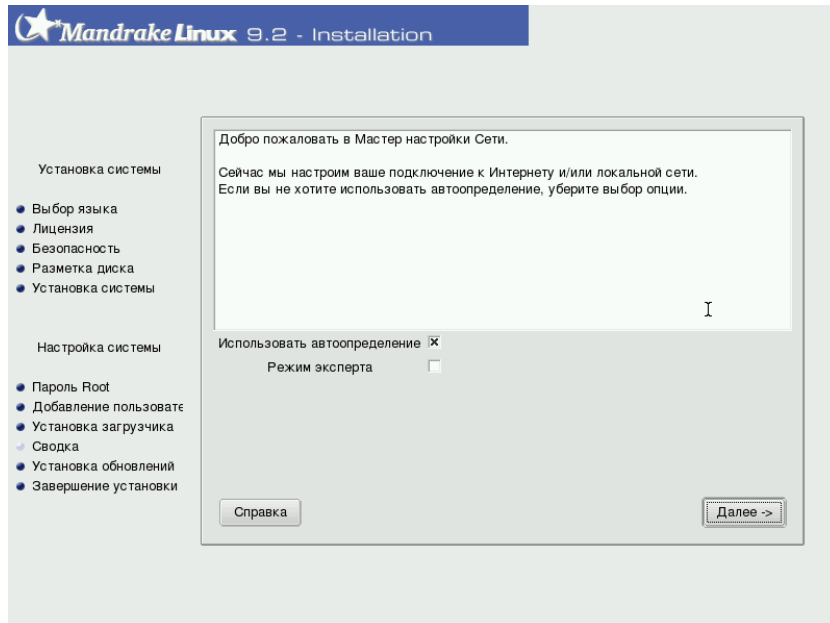 MandrakeLinux 9.2 - Installation
Установка системы
Выбор языка
Лицензия
Безопасность
Разметка диска
Установка системы
Настройка системы
Пароль Root
Добавление пользовате
Установка загрузчика
Сводка
Установка обновлений
Завершение установки
Добро пожаловать в Мастер настройки Сети.
Сейчас мы настроим ваше подключение к Интернету и/или локальной сети.
Если вы не хотите использовать автоопределение, уберите выбор опции.
Использовать автоопределение
Режим эксперта
Справка
Далее ->